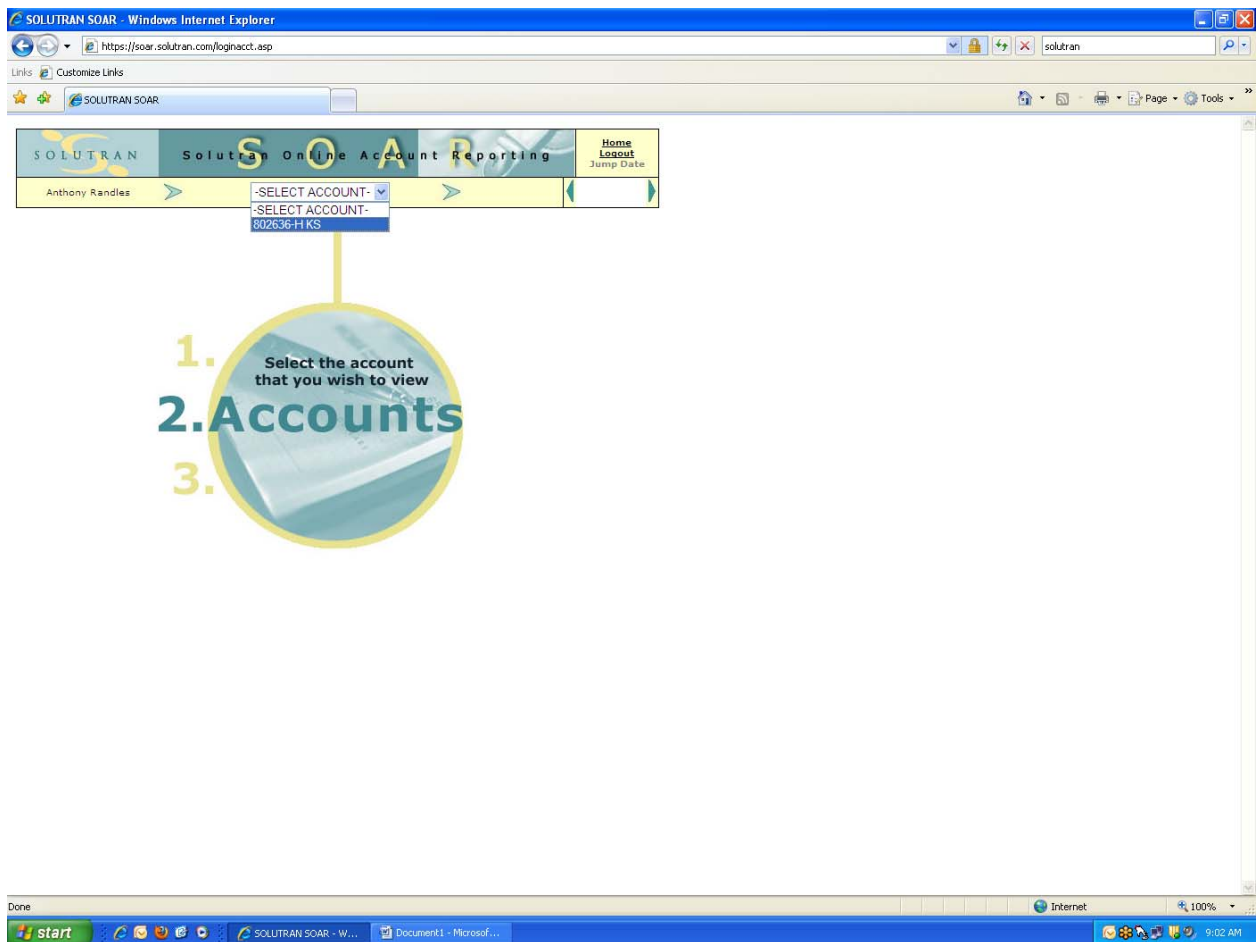 SOLUTRAN SOAR - Windows Internet Explorer
https://soar.solutran.com/loginacct.asp
solutran
Links Customize Links
SOLUTRAN SOAR
Page Tools
SOLUTRAN
Solutran Online Account Reporting
Home
Logout
Jump Date
Anthony Randles
-SELECT ACCOUNT-
-SELECT ACCOUNT-
802636-H KS
1.
Select the account
that you wish to view
2.Accounts
3.
Done
Internet
100%
start
SOLUTRAN SOAR - W...
Document1 - Microsof...
9:02 AM